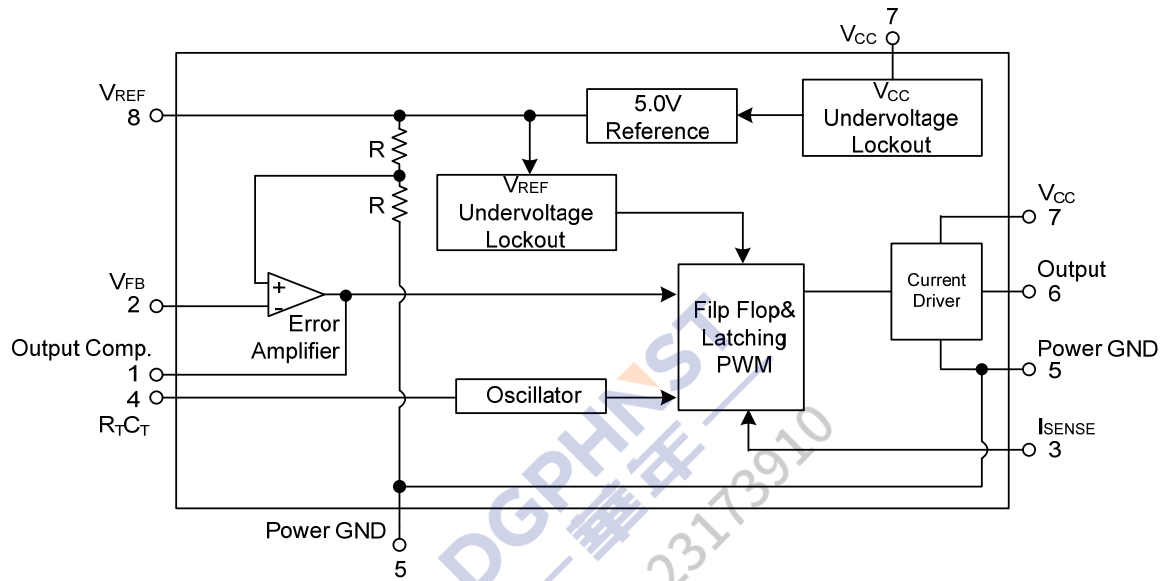 7
VCC
VREF
8
5.0V
Reference
VCC
Undervoltage
Lockout
R
R
VREF
Undervoltage
Lockout
VCC
7
VFB
2
+
-
Error
Amplifier
Filp Flop&
Latching
PWM
Current
Driver
Output
6
Output Comp.
1
Power GND
5
4
RTCT
Oscillator
ISENSE
3
Power GND
5
DGPHNST
一華年一
23173910